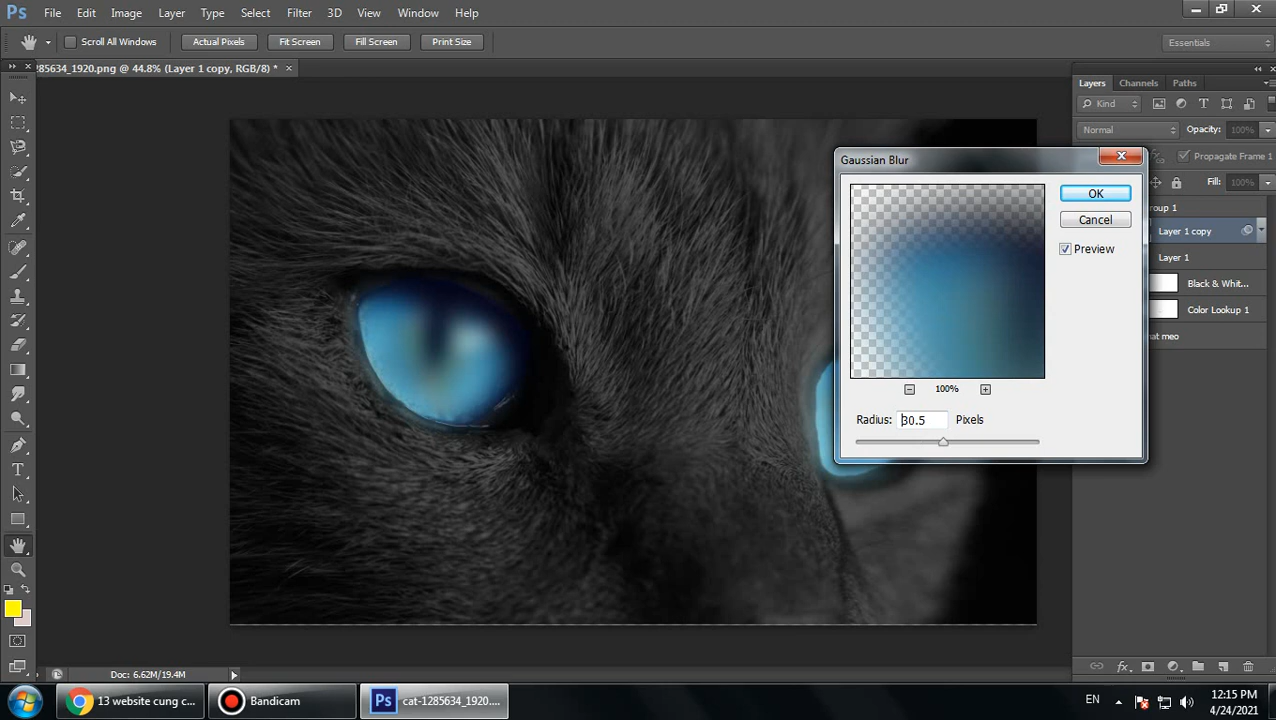 Ps File Edit Image Layer Type Select Filter 3D View Window Help
Scroll All Windows Actual Pixels Fit Screen Fill Screen Print Size Essentials
285634_1920.png @ 44.8% (Layer 1 copy, RGB/8) *
Layers Channels Paths
Kind
Normal Opacity: 100%
Propagate Frame 1
Fill: 100%
Gaussian Blur
OK
Cancel
Preview
100%
Radius: 30.5 Pixels
roup 1
Layer 1 copy
Layer 1
Black & Whit...
Color Lookup 1
at meo
Doc: 6.62M/19.4M
13 website cung c...
Bandicam
Ps cat-1285634_1920....
EN
12:15 PM
4/24/2021